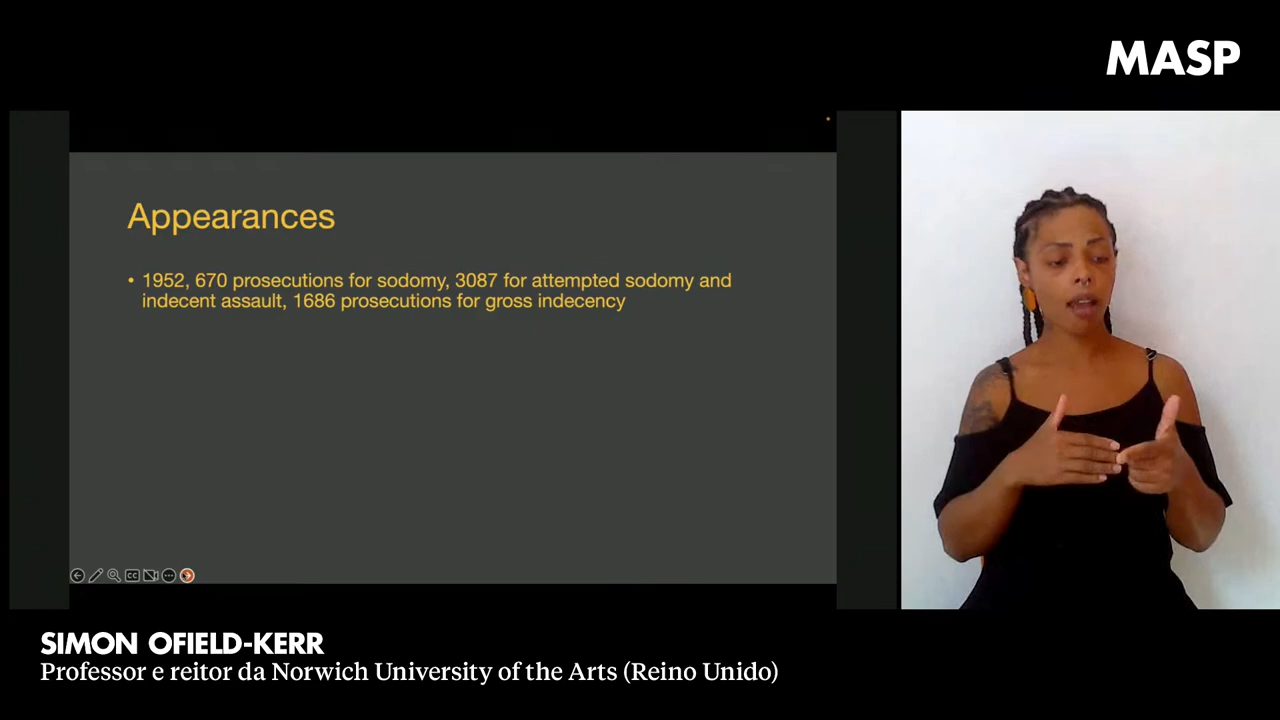 MASP
Appearances
• 1952, 670 prosecutions for sodomy, 3087 for attempted sodomy and
indecent assault, 1686 prosecutions for gross indecency
CC
SIMON OFIELD-KERR
Professor e reitor da Norwich University of the Arts (Reino Unido)